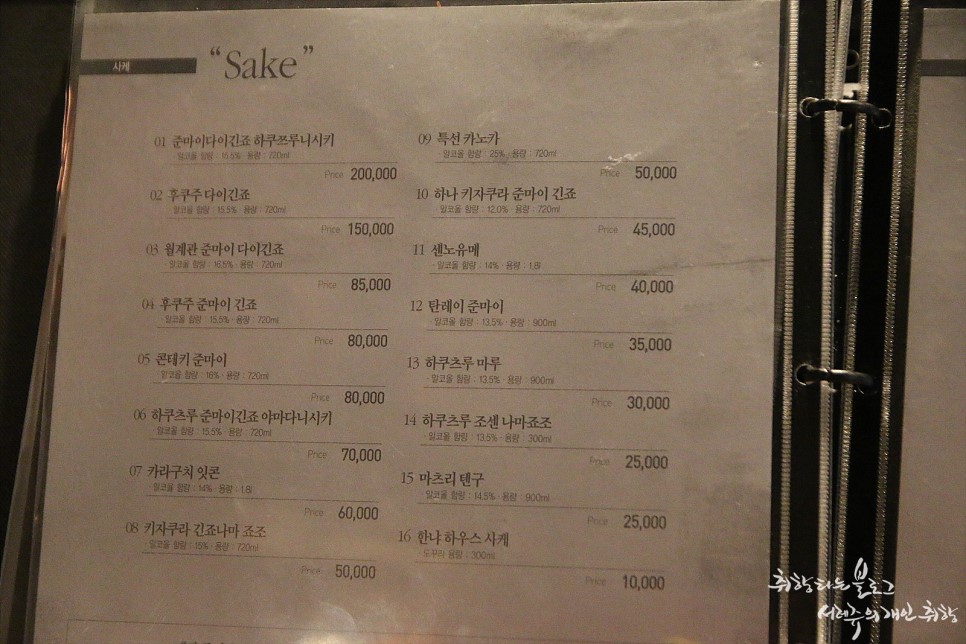 사케
“Sake”
01 준마이다이긴죠 하쿠쯔루니시키
알코올 함량 : 15.5% · 용량 : 720ml
Price 200,000
02 후쿠주 다이긴죠
알코올 함량 : 15.5% · 용량 : 720ml
Price 150,000
03 월계관 준마이 다이긴죠
알코올 함량 : 16.5% · 용량 : 720ml
Price 85,000
04 후쿠주 준마이 긴죠
알코올 함량 : 15.5% · 용량 : 720ml
Price 80,000
05 콘테키 준마이
알코올 함량 : 16% · 용량 : 720ml
Price 80,000
06 하쿠츠루 준마이긴죠 야마다니시키
알코올 함량 : 15.5% · 용량 : 720ml
Price 70,000
07 카라구치 잇콘
알코올 함량 : 14% · 용량 : 1.8ℓ
Price 60,000
08 키자쿠라 긴죠나마 죠조
알코올 함량 : 15% · 용량 : 720ml
Price 50,000
09 특선 카노카
알코올 함량 : 25% · 용량 : 720ml
Price 50,000
10 하나 키자쿠라 준마이 긴죠
알코올 함량 : 12.0% · 용량 : 720ml
Price 45,000
11 센노유메
알코올 함량 : 14% · 용량 : 1.8ℓ
Price 40,000
12 탄레이 준마이
알코올 함량 : 13.5% · 용량 : 900ml
Price 35,000
13 하쿠츠루 마루
알코올 함량 : 13.5% · 용량 : 900ml
Price 30,000
14 하쿠츠루 조센 나마죠조
알코올 함량 : 13.5% · 용량 300ml
Price 25,000
15 마츠리 텐구
알코올 함량 : 14.5% · 용량 : 900ml
Price 25,000
16 한냐 하우스 사케
도꾸리 용량 : 300ml
Price 10,000
취향타는 블로그
서레쥬의 개인 취향